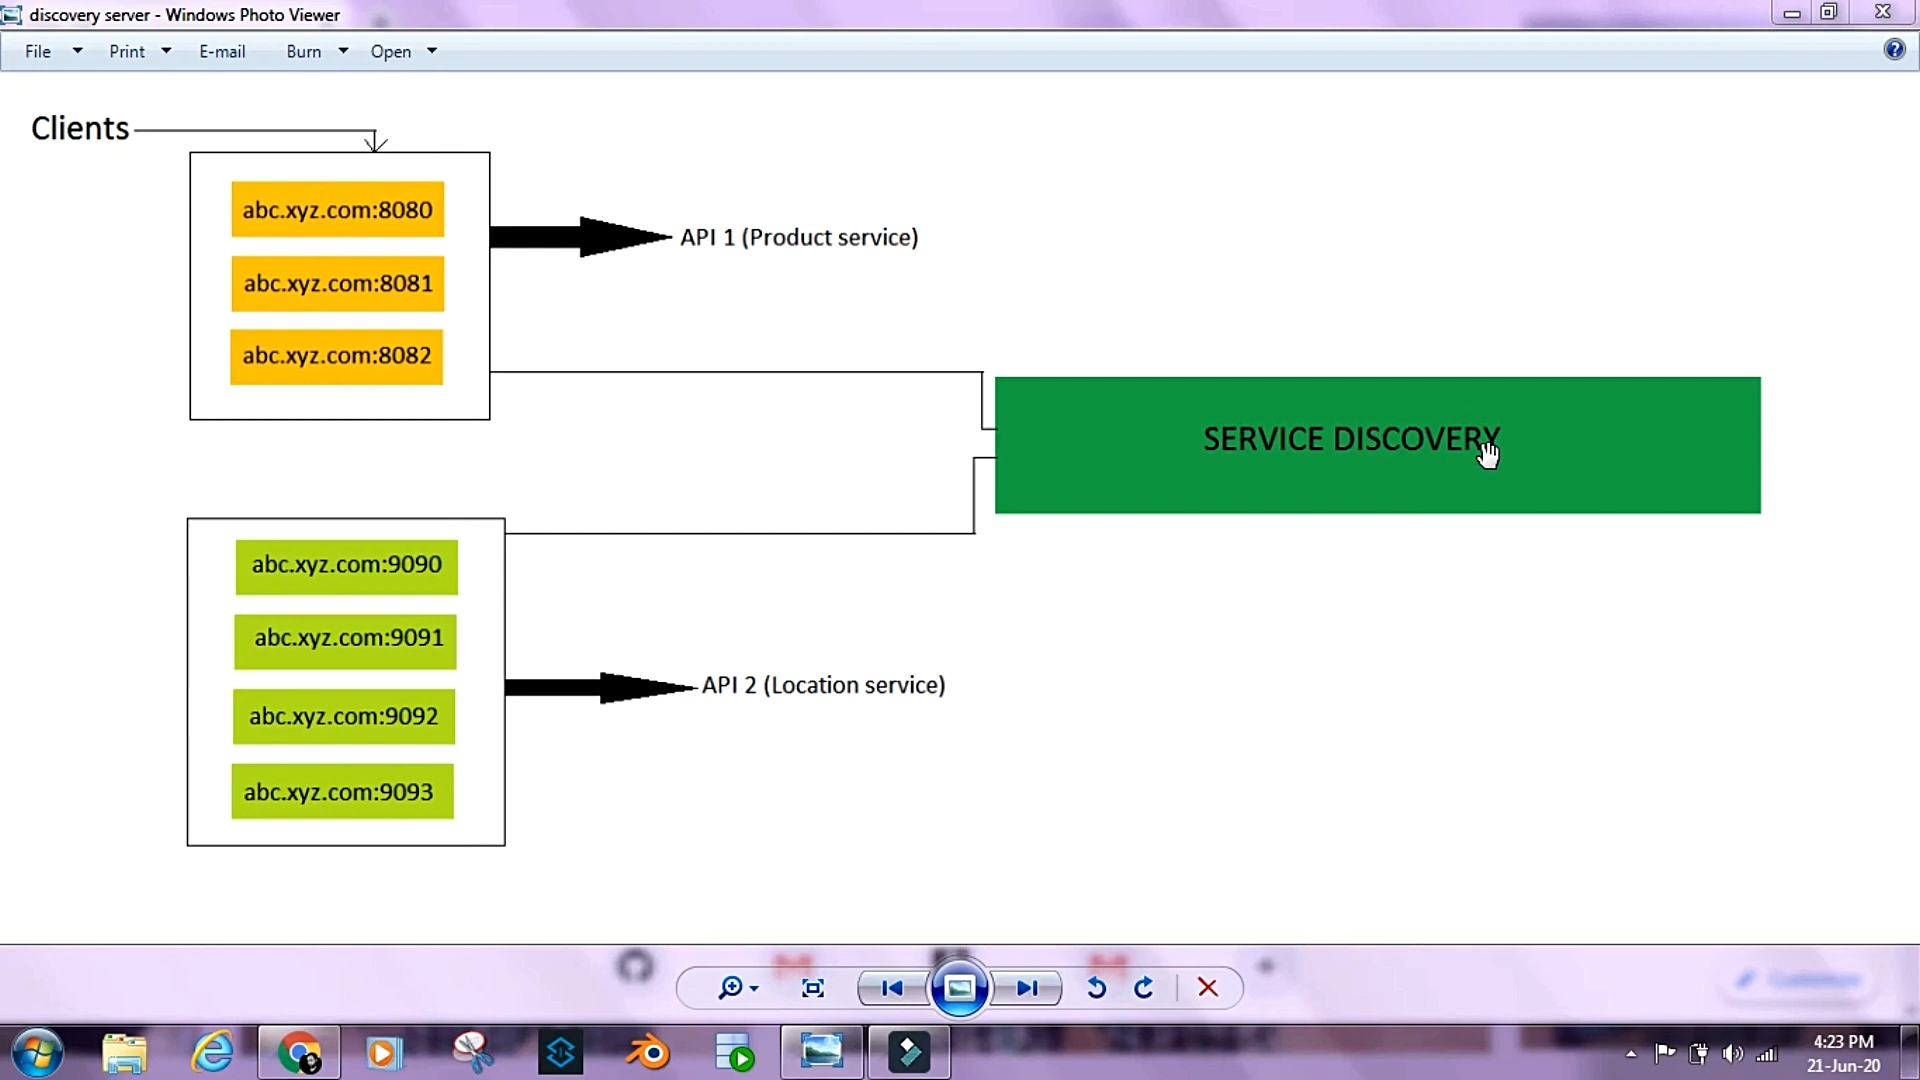 discovery server - Windows Photo Viewer
File Print E-mail Burn Open
Clients
abc.xyz.com:8080
abc.xyz.com:8081
abc.xyz.com:8082
API 1 (Product service)
SERVICE DISCOVERY
abc.xyz.com:9090
abc.xyz.com:9091
abc.xyz.com:9092
abc.xyz.com:9093
API 2 (Location service)
4:23 PM
21-Jun-20